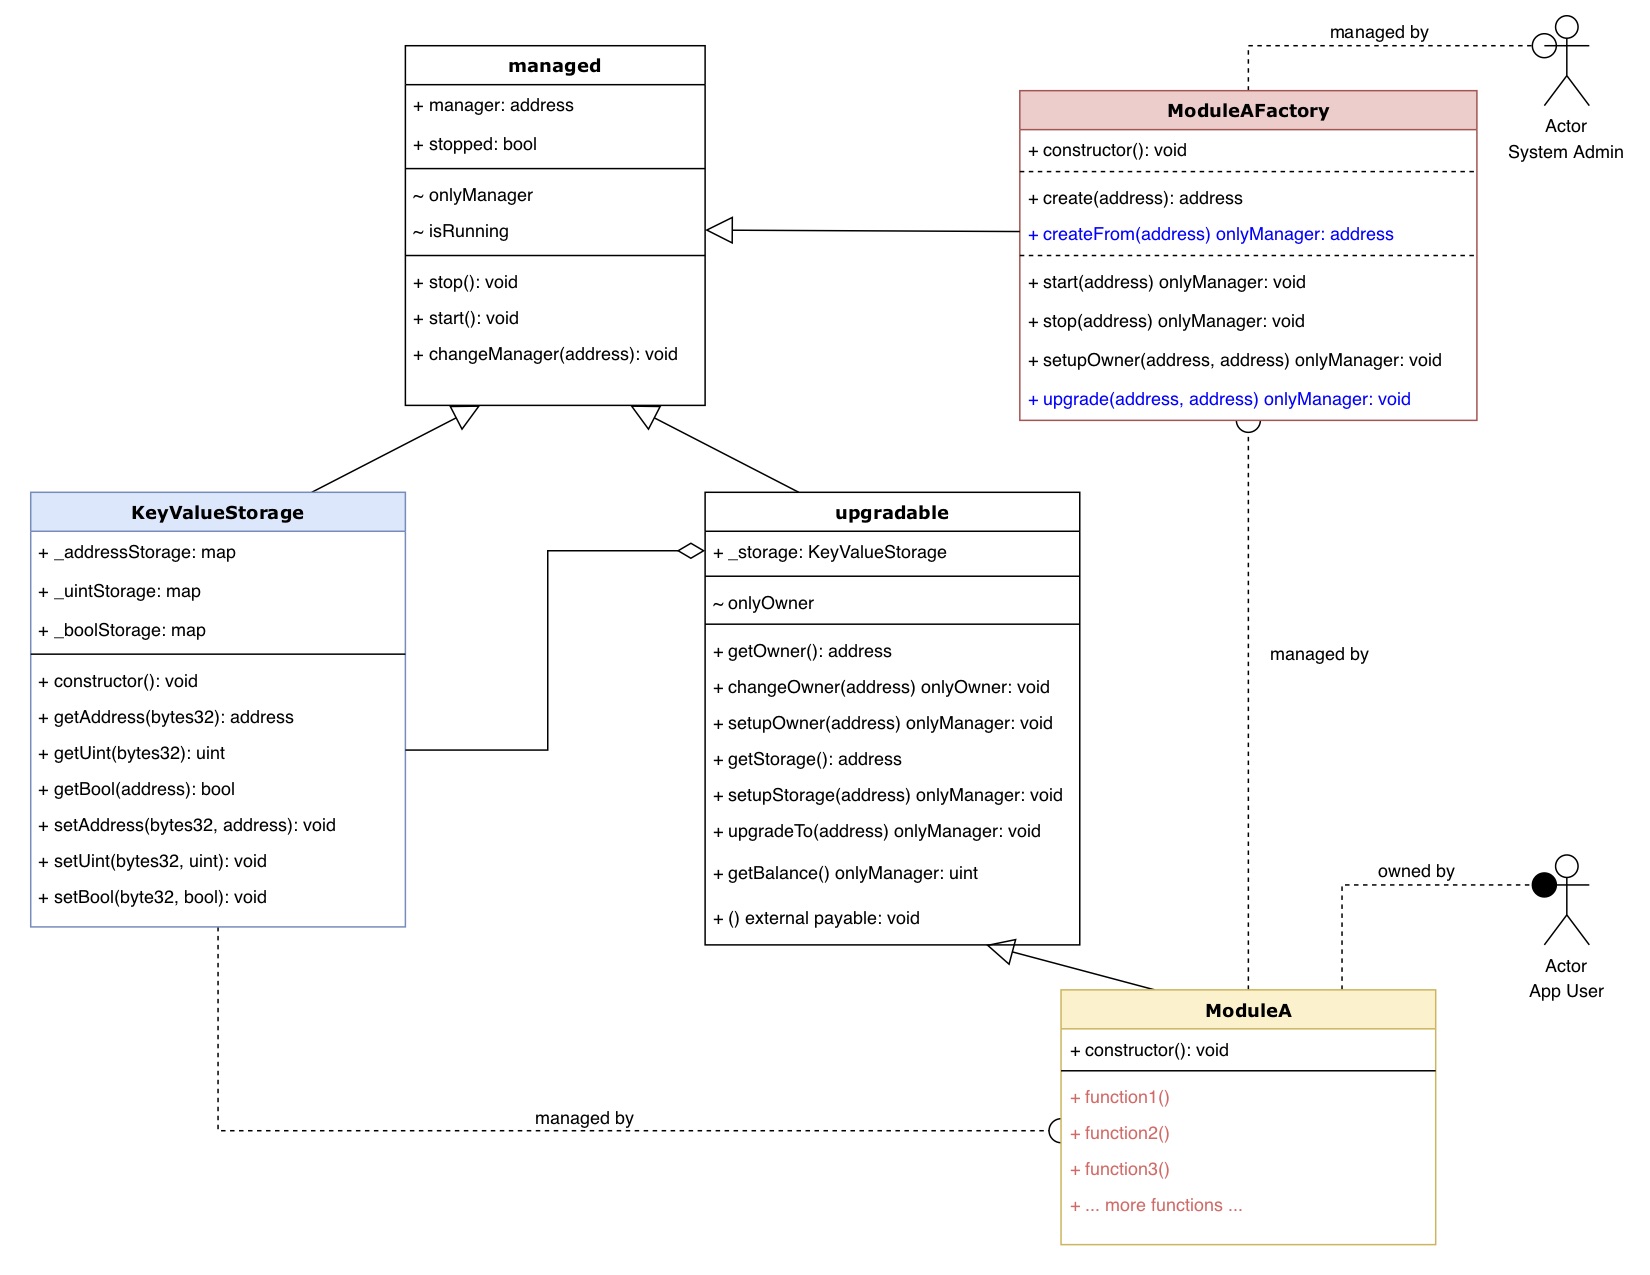 managed
+ manager: address
+ stopped: bool
~ onlyManager
~ isRunning
+ stop(): void
+ start(): void
+ changeManager(address): void
managed by
Actor
System Admin
ModuleAFactory
+ constructor(): void
+ create(address): address
+ createFrom(address) onlyManager: address
+ start(address) onlyManager: void
+ stop(address) onlyManager: void
+ setupOwner(address, address) onlyManager: void
+ upgrade(address, address) onlyManager: void
KeyValueStorage
+ _addressStorage: map
+ _uintStorage: map
+ _boolStorage: map
+ constructor(): void
+ getAddress(bytes32): address
+ getUint(bytes32): uint
+ getBool(address): bool
+ setAddress(bytes32, address): void
+ setUint(bytes32, uint): void
+ setBool(byte32, bool): void
upgradable
+ _storage: KeyValueStorage
~ onlyOwner
+ getOwner(): address
+ changeOwner(address) onlyOwner: void
+ setupOwner(address) onlyManager: void
+ getStorage(): address
+ setupStorage(address) onlyManager: void
+ upgradeTo(address) onlyManager: void
+ getBalance() onlyManager: uint
+ () external payable: void
managed by
owned by
Actor
App User
ModuleA
+ constructor(): void
+ function1()
+ function2()
+ function3()
+ ... more functions ...
managed by